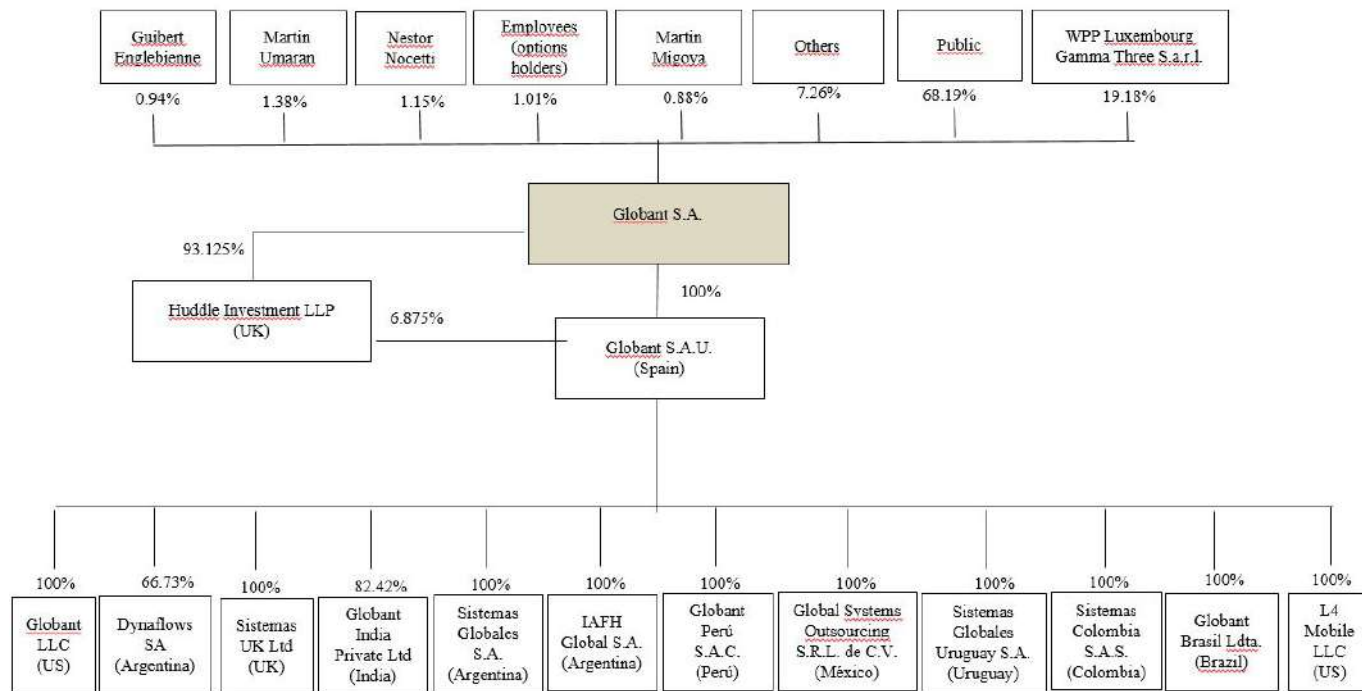 Guibert
Englebienne
Martin
Umaran
Nestor
Nocetti
Employees
(options
holders)
Martin
Migova
Others
Public
WPP Luxembourg
Gamma Three S.a.r.l.
0.94%
1.38%
1.15%
1.01%
0.88%
7.26%
68.19%
19.18%
Globant S.A.
93.125%
100%
Huddle Investment LLP
(UK)
6.875%
Globant S.A.U.
(Spain)
100%
66.73%
100%
82.42%
100%
100%
100%
100%
100%
100%
100%
100%
Globant
LLC
(US)
Dynaflows
SA
(Argentina)
Sistemas
UK Ltd
(UK)
Globant
India
Private Ltd
(India)
Sistemas
Globales
S.A.
(Argentina)
IAFH
Global S.A.
(Argentina)
Globant
Perú
S.A.C.
(Perú)
Global Systems
Outsourcing
S.R.L. de C.V.
(México)
Sistemas
Globales
Uruguay S.A.
(Uruguay)
Sistemas
Colombia
S.A.S.
(Colombia)
Globant
Brasil Ldta.
(Brazil)
L4
Mobile
LLC
(US)